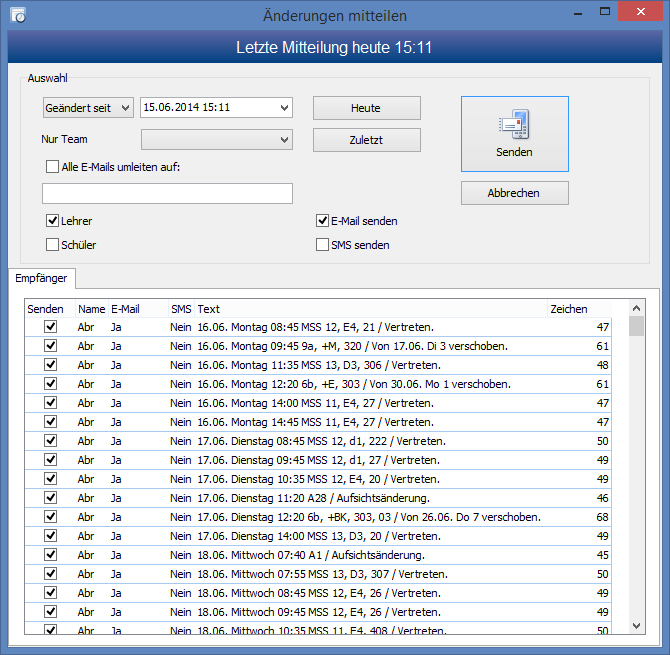 Änderungen mitteilen
Letzte Mitteilung heute 15:11
Auswahl
Geändert seit 15.06.2014 15:11 Heute
Senden
Nur Team Zuletzt
Alle E-Mails umleiten auf:
Abbrechen
Lehrer E-Mail senden
Schüler SMS senden
Empfänger
Senden Name E-Mail SMS Text Zeichen
Abr Ja Nein 16.06. Montag 08:45 MSS 12, E4, 21 / Vertreten. 47
Abr Ja Nein 16.06. Montag 09:45 9a, +M, 320 / Von 17.06. Di 3 verschoben. 61
Abr Ja Nein 16.06. Montag 11:35 MSS 13, D3, 306 / Vertreten. 48
Abr Ja Nein 16.06. Montag 12:20 6b, +E, 303 / Von 30.06. Mo 1 verschoben. 61
Abr Ja Nein 16.06. Montag 14:00 MSS 11, E4, 27 / Vertreten. 47
Abr Ja Nein 16.06. Montag 14:45 MSS 11, E4, 27 / Vertreten. 47
Abr Ja Nein 17.06. Dienstag 08:45 MSS 12, d1, 222 / Vertreten. 50
Abr Ja Nein 17.06. Dienstag 09:45 MSS 12, d1, 27 / Vertreten. 49
Abr Ja Nein 17.06. Dienstag 10:35 MSS 12, E4, 20 / Vertreten. 49
Abr Ja Nein 17.06. Dienstag 11:20 A28 / Aufsichtsänderung. 46
Abr Ja Nein 17.06. Dienstag 12:20 6b, +BK, 303, 03 / Von 26.06. Do 7 verschoben. 68
Abr Ja Nein 17.06. Dienstag 14:00 MSS 13, D3, 20 / Vertreten. 49
Abr Ja Nein 18.06. Mittwoch 07:40 A1 / Aufsichtsänderung. 45
Abr Ja Nein 18.06. Mittwoch 07:55 MSS 13, D3, 307 / Vertreten. 50
Abr Ja Nein 18.06. Mittwoch 08:45 MSS 12, E4, 26 / Vertreten. 49
Abr Ja Nein 18.06. Mittwoch 09:45 MSS 12, E4, 26 / Vertreten. 49
Abr Ja Nein 18.06. Mittwoch 10:35 MSS 11, E4, 408 / Vertreten. 50